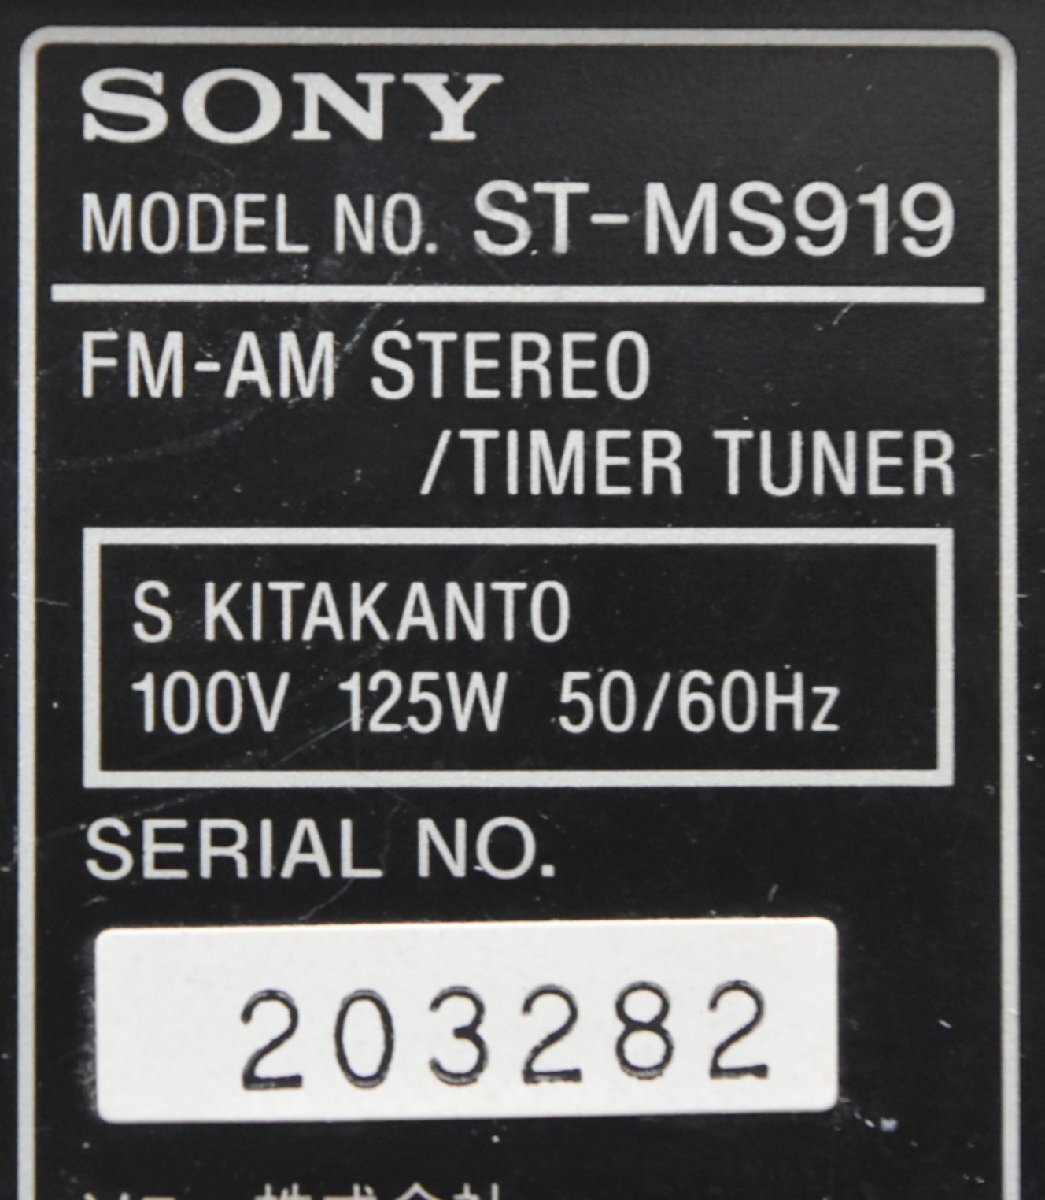 SONY
MODEL NO. ST-MS919
FM-AM STEREO
/TIMER TUNER
S KITAKANTO
100V 125W 50/60Hz
SERIAL NO.
203282